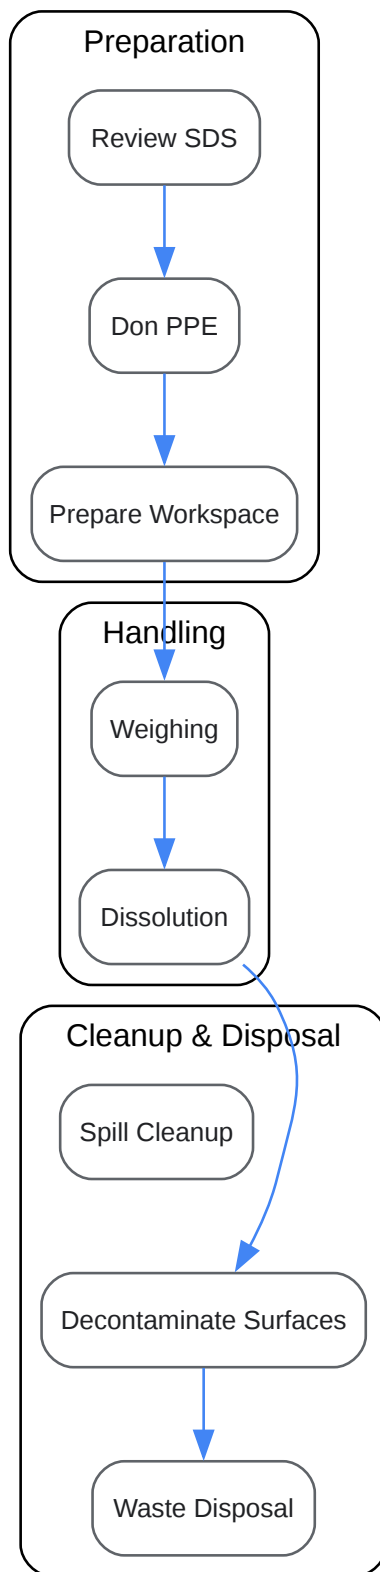 Preparation
Review SDS
Don PPE
Prepare Workspace
Handling
Weighing
Dissolution
Cleanup & Disposal
Spill Cleanup
Decontaminate Surfaces
Waste Disposal